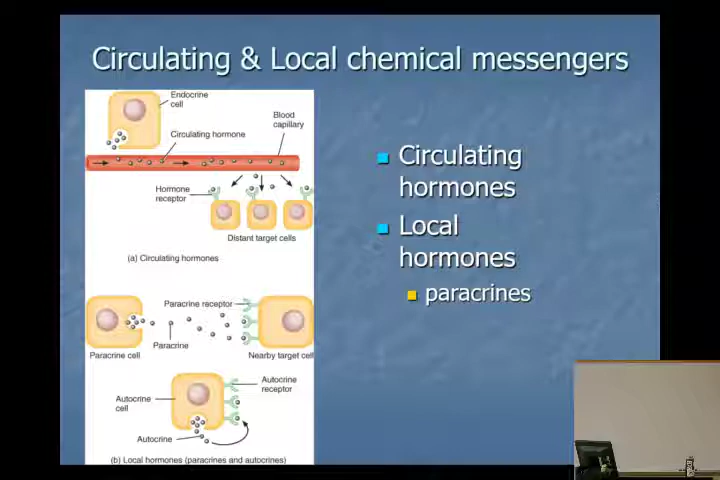 Circulating & Local chemical messengers
Endocrine
cell
Circulating hormone
Blood
capillary
Hormone
receptor
Distant target cells
(a) Circulating hormones
Paracrine receptor
Paracrine
Paracrine cell
Nearby target cell
Autocrine
receptor
Autocrine
cell
Autocrine
(b) Local hormones (paracrines and autocrines)
Circulating
hormones
Local
hormones
paracrines